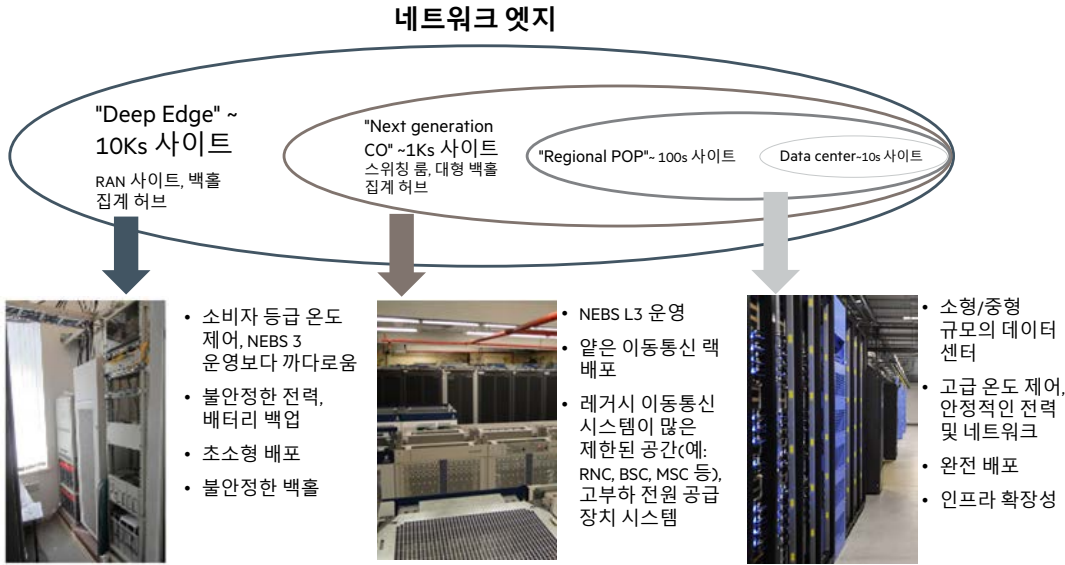 네트워크 엣지
"Deep Edge" ~
10Ks 사이트
RAN 사이트, 백홀
집계 허브
"Next generation
CO" ~1Ks 사이트
스위칭 룸, 대형 백홀
집계 허브
"Regional POP"~ 100s 사이트
Data center~10s 사이트
• 소비자 등급 온도
제어, NEBS 3
운영보다 까다로움
• 불안정한 전력,
배터리 백업
• 초소형 배포
• 불안정한 백홀
• NEBS L3 운영
• 얕은 이동통신 랙
배포
• 레거시 이동통신
시스템이 많은
제한된 공간(예:
RNC, BSC, MSC 등),
고부하 전원 공급
장치 시스템
• 소형/중형
규모의 데이터
센터
• 고급 온도 제어,
안정적인 전력
및 네트워크
• 완전 배포
• 인프라 확장성